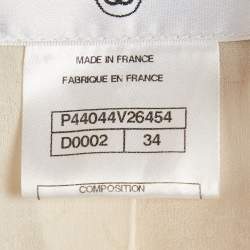 MADE IN FRANCE
FABRIQUE EN FRANCE
P44044V26454
D0002 34
COMPOSITION